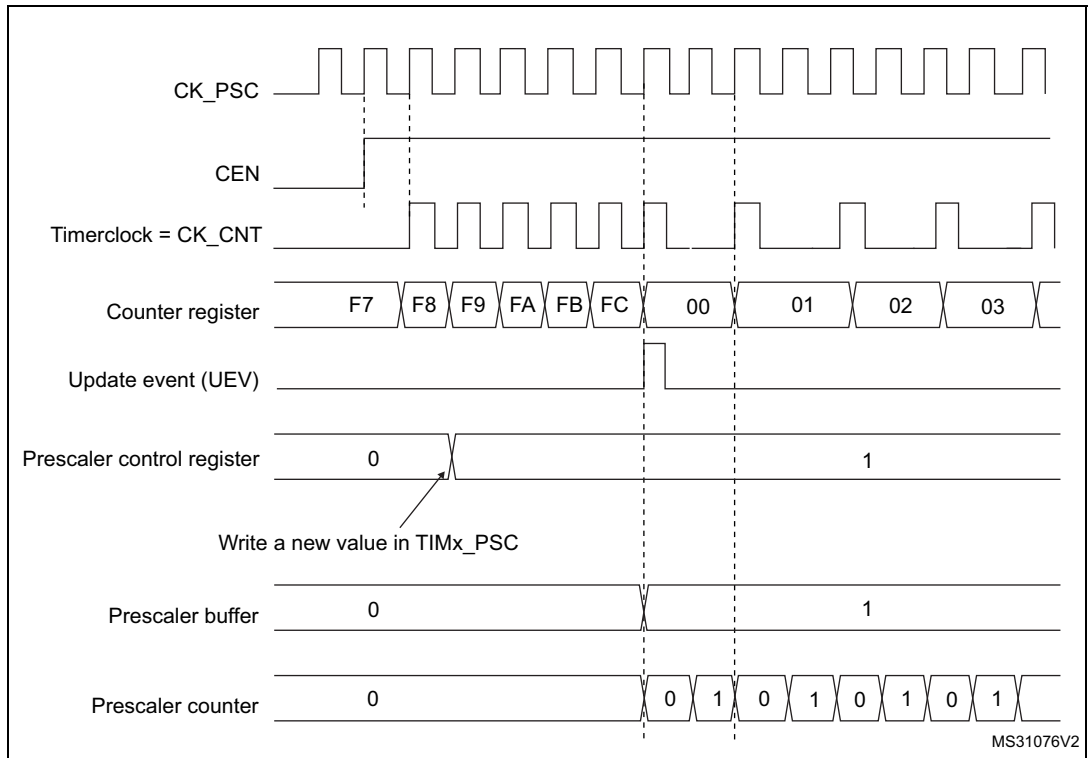 CK_PSC
CEN
Timerclock = CK_CNT
Counter register F7 F8 F9 FA FB FC 00 01 02 03
Update event (UEV)
Prescaler control register 0 1
Write a new value in TIMx_PSC
Prescaler buffer 0 1
Prescaler counter 0 0 1 0 1 0 1 0 1
MS31076V2